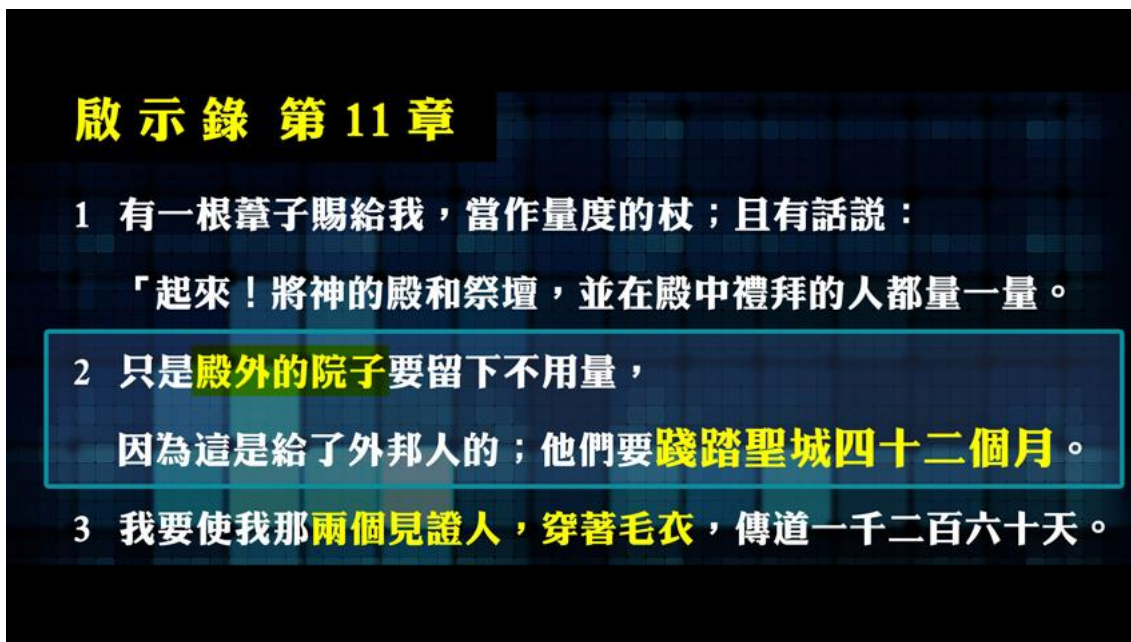 啟示錄 第11章
1 有一根葦子賜給我，當作量度的杖；且有話説：
「起來！將神的殿和祭壇，並在殿中禮拜的人都量一量。
2 只是殿外的院子要留下不用量，
因為這是給了外邦人的；他們要踐踏聖城四十二個月。
3 我要使我那兩個見證人，穿著毛衣，傳道一千二百六十天。